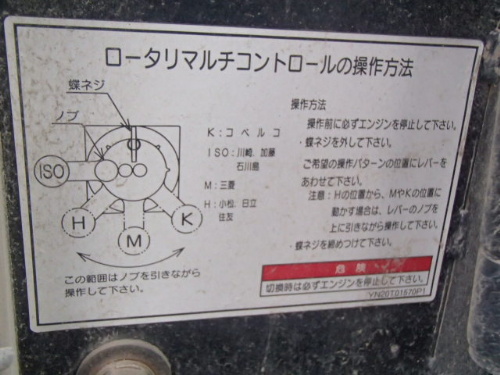 ロータリマルチコントロールの操作方法
蝶ネジ
ノブ
ISO
H
M
K
この範囲はノブを引きながら
操作して下さい。
K:コベルコ
ISO:川崎、加藤
石川島
M:三菱
H:小松、日立
住友
操作方法
操作前に必ずエンジンを停止して下さい。
・蝶ネジを外して下さい。
ご希望の操作パターンの位置にレバーを
あわせて下さい。
注意:Hの位置から、MやKの位置に
動かす場合は、レバーのノブを
上に引きながら操作して下さい。
・蝶ネジを締めつけて下さい。
危険
切換時は必ずエンジンを停止して下さい。
YN20T01570P1